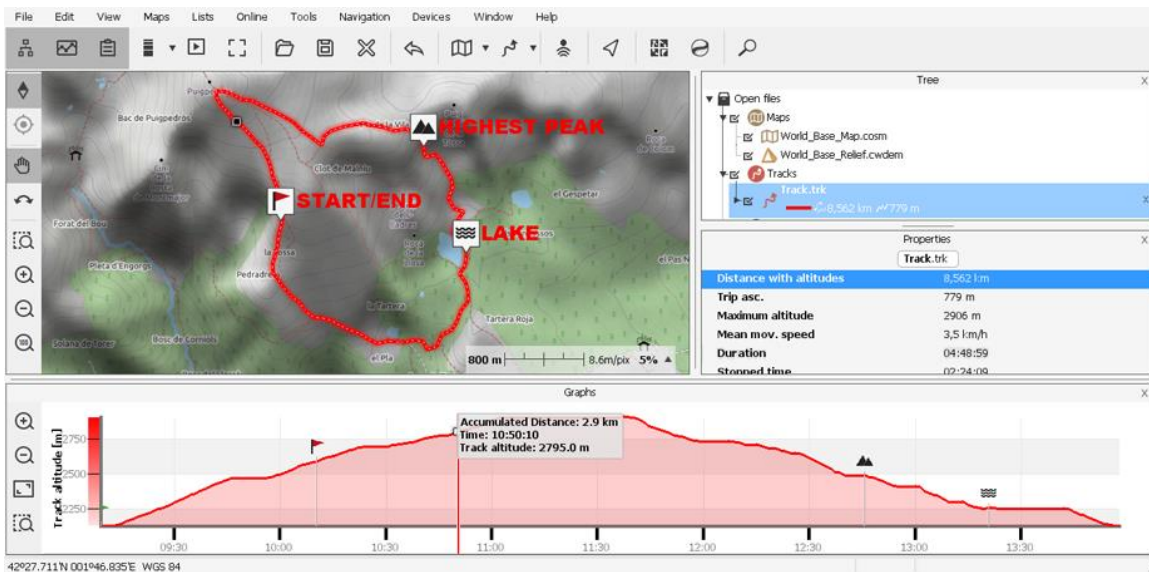 File Edit View Maps Lists Online Tools Navigation Devices Window Help
Tree
Open files
Maps
World_Base_Map.cosm
World_Base_Relief.cwdem
Tracks
Track.trk
8,562 km 779 m
Properties
Track.trk
Distance with altitudes 8,562 km
Trip asc. 779 m
Maximum altitude 2906 m
Mean mov. speed 3,5 km/h
Duration 04:48:59
Stopped time 02:24:09
Bac de Puigpedrós
HIGHEST PEAK
Clot de Malniu
START/END
el Gespetar
Forat del Bou
LAKE
Pleta d'Engorgs
Pedradreta
la Tartera
Tartera Roja
el Pla
800 m 8.6m/pix 5%
Graphs
Accumulated Distance: 2.9 km
Time: 10:50:10
Track altitude: 2795.0 m
Track altitude [m]
2750
2500
2250
09:30 10:00 10:30 11:00 11:30 12:00 12:30 13:00 13:30
42º27.711'N 001º46.835'E WGS 84